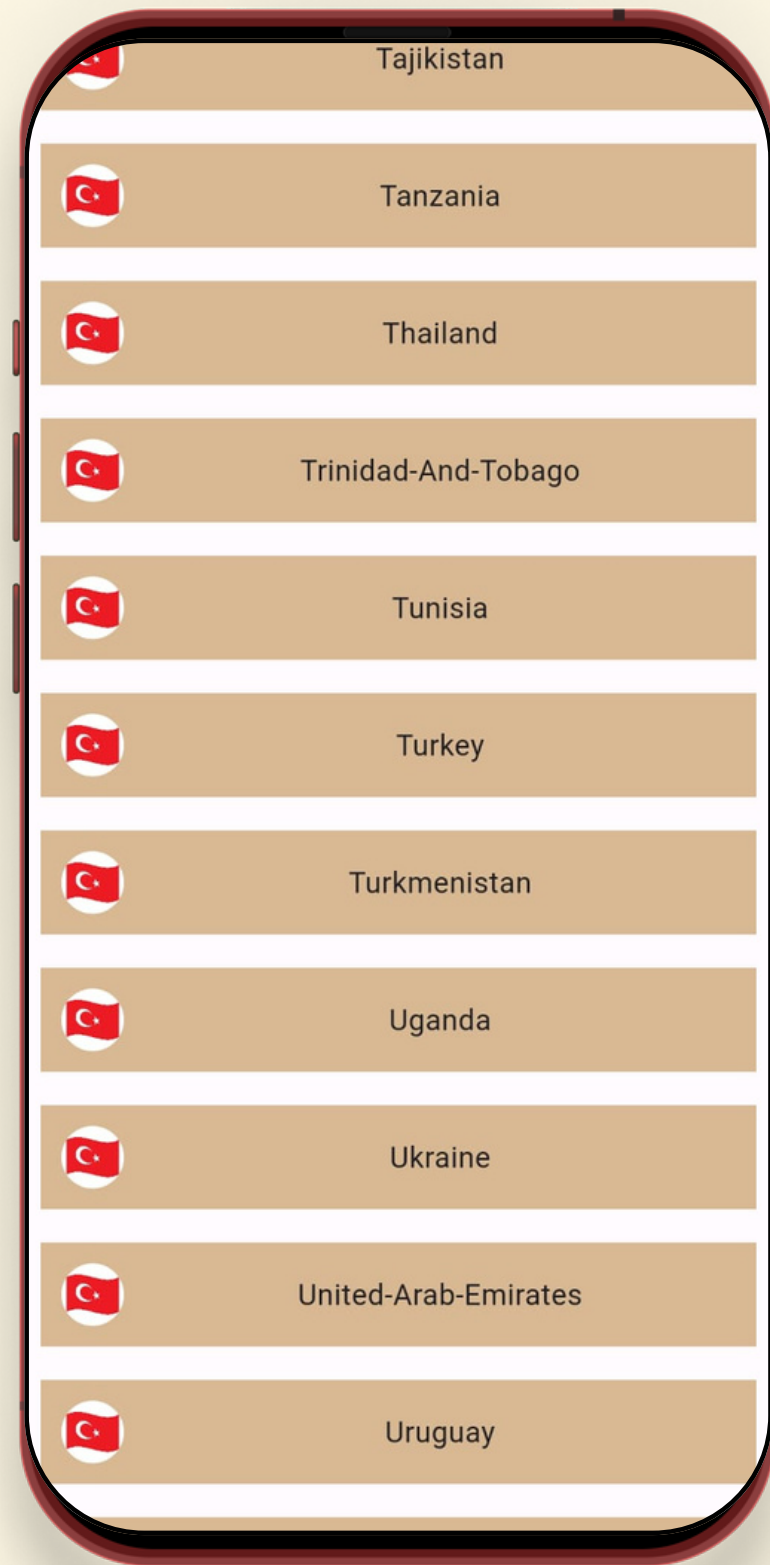 Tajikistan
Tanzania
Thailand
Trinidad-And-Tobago
Tunisia
Turkey
Turkmenistan
Uganda
Ukraine
United-Arab-Emirates
Uruguay